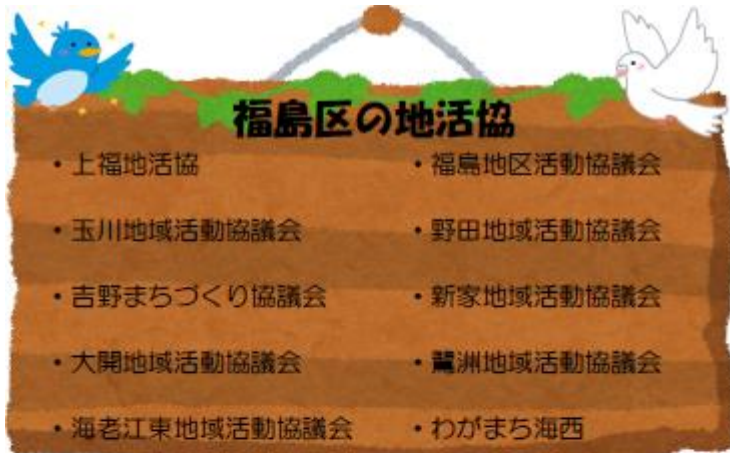 福島区の地活協
・上福地活協
・福島地区活動協議会
・玉川地域活動協議会
・野田地域活動協議会
・吉野まちづくり協議会
・新家地域活動協議会
・大開地域活動協議会
・鷺洲地域活動協議会
・海老江東地域活動協議会
・わがまち海西